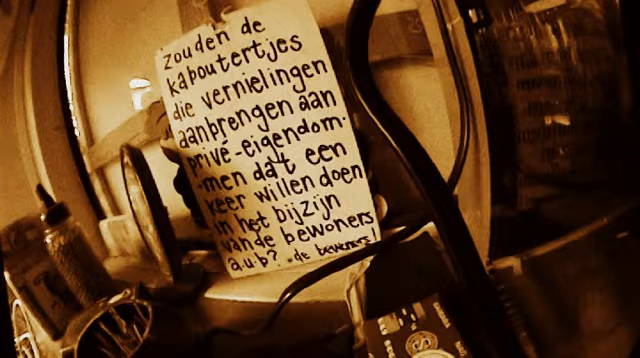 zouden de
kaboutertjes
die vernielingen
aanbrengen aan
privé-eigendom.
-men dat een
keer willen doen
in het bijzijn
van de bewoners
a.u.b? -de bewoners!